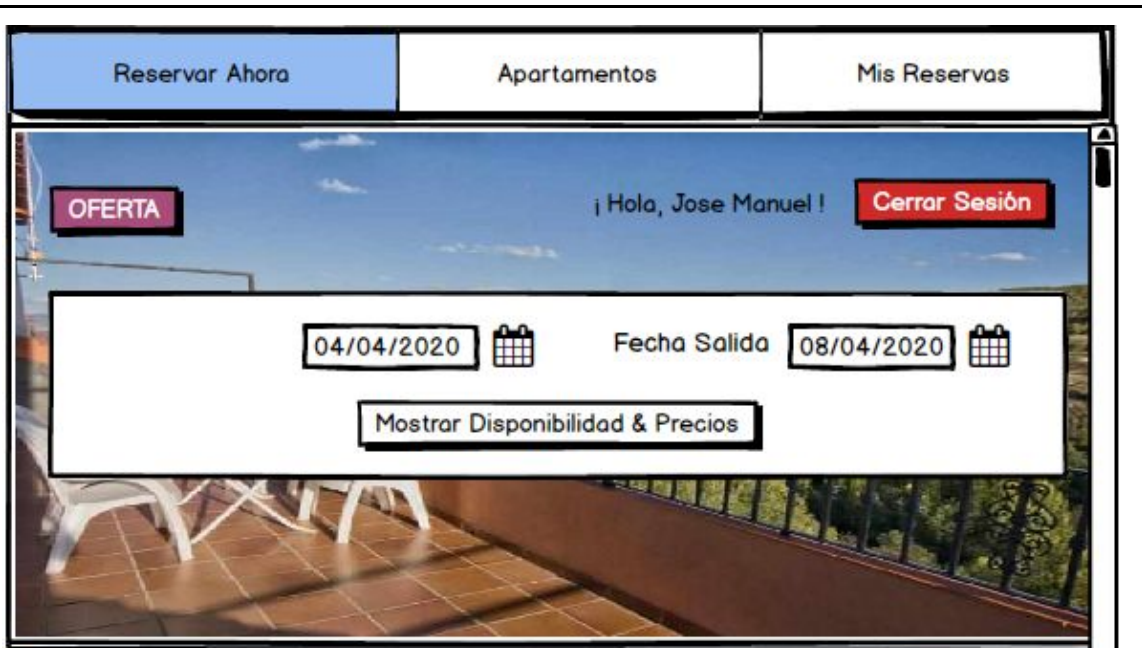 Reservar Ahora
Apartamentos
Mis Reservas
OFERTA
¡ Hola, Jose Manuel !
Cerrar Sesión
04/04/2020
Fecha Salida
08/04/2020
Mostrar Disponibilidad & Precios